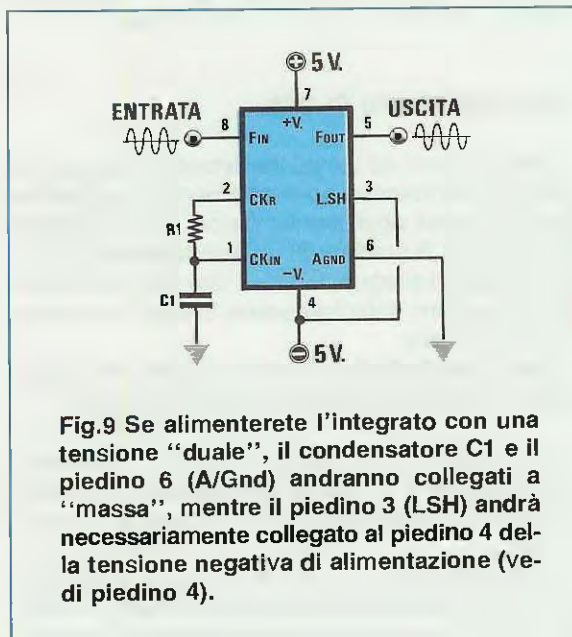 5 V.
7
ENTRATA
USCITA
8
+V.
5
FIN
FOUT
2
3
CKR
LSH
R1
1
6
CKIN
AGND
-V.
C1
4
5 V.
Fig.9 Se alimenterete l'integrato con una
tensione "duale", il condensatore C1 e il
piedino 6 (A/Gnd) andranno collegati a
"massa", mentre il piedino 3 (LSH) andrà
necessariamente collegato al piedino 4 del-
la tensione negativa di alimentazione (ve-
di piedino 4).